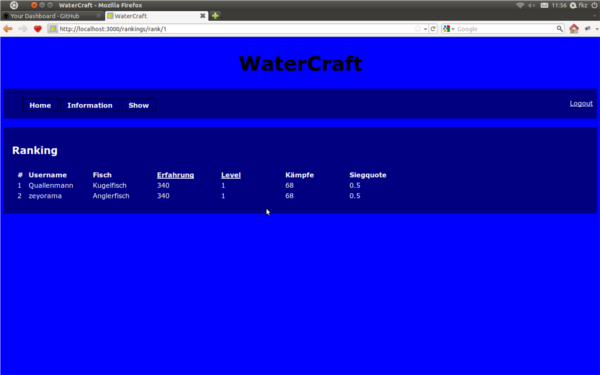 WaterCraft - Mozilla Firefox
11:56 fkz
Your Dashboard - GitHub
WaterCraft
http://localhost:3000/rankings/rank/1
Google
WaterCraft
Home Information Show
Logout
Ranking
# Username Fisch Erfahrung Level Kämpfe Siegquote
1 Quallenmann Kugelfisch 340 1 68 0.5
2 zeyorama Anglerfisch 340 1 68 0.5